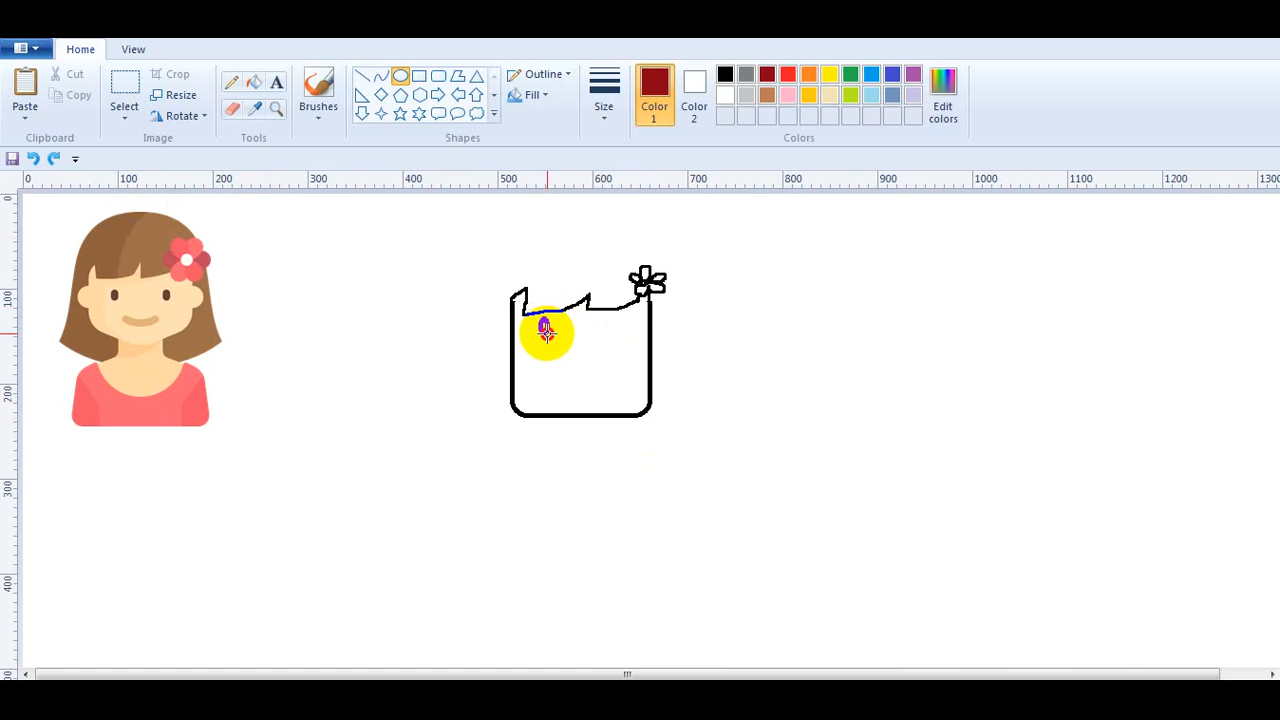 Home View
Paste
Cut
Copy
Clipboard
Select
Crop
Resize
Rotate
Image
A
Tools
Brushes
Outline
Fill
Shapes
Size
Color 1
Color 2
Edit colors
Colors
0 100 200 300 400 500 600 700 800 900 1000 1100 1200 1300
0
100
200
300
400